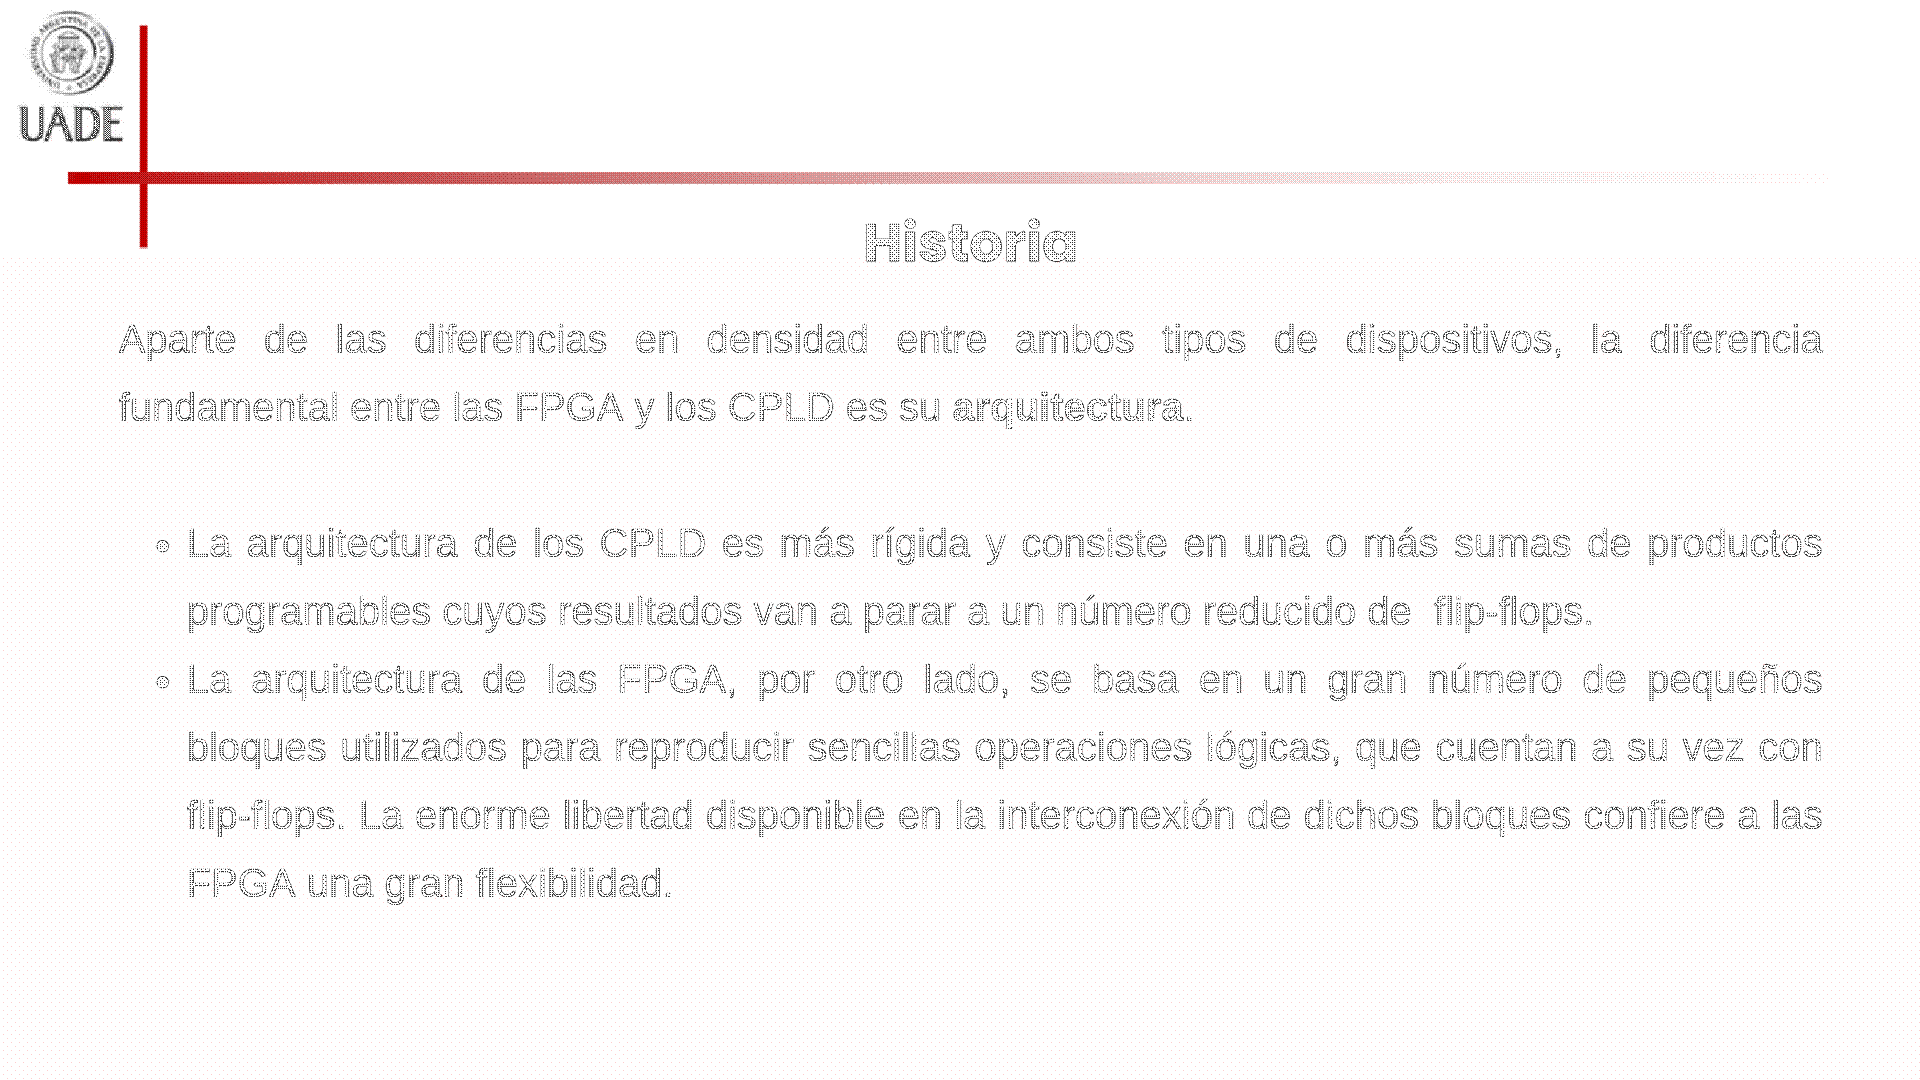 UNIVERSIDAD ARGENTINA DE LA EMPRESA
UADE
Historia
Aparte de las diferencias en densidad entre ambos tipos de dispositivos, la diferencia
fundamental entre las FPGA y los CPLD es su arquitectura.
• La arquitectura de los CPLD es más rígida y consiste en una o más sumas de productos
programables cuyos resultados van a parar a un número reducido de flip-flops.
• La arquitectura de las FPGA, por otro lado, se basa en un gran número de pequeños
bloques utilizados para reproducir sencillas operaciones lógicas, que cuentan a su vez con
flip-flops. La enorme libertad disponible en la interconexión de dichos bloques confiere a las
FPGA una gran flexibilidad.